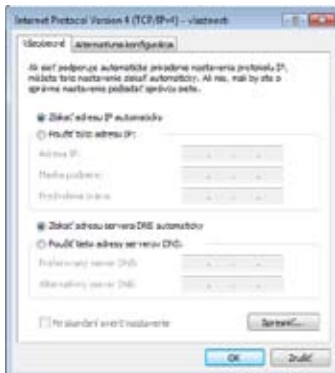 Internet Protocol Version 4 (TCP/IPv4) – vlastnosti
Všeobecné
Alternatívna konfigurácia
Ak sieť podporuje automatické priradenie nastavenia protokolu IP,
môžete toto nastavenie získať automaticky. Ak nie, mali by ste o
správne nastavenie požiadať správcu siete.
Získať adresu IP automaticky
Použiť túto adresu IP:
Adresa IP:
Maska podsiete:
Predvolená brána:
Získať adresu servera DNS automaticky
Použiť tieto adresy serverov DNS:
Preferovaný server DNS:
Alternatívny server DNS:
Pri skončení overiť nastavenie
Spresniť...
OK
Zrušiť